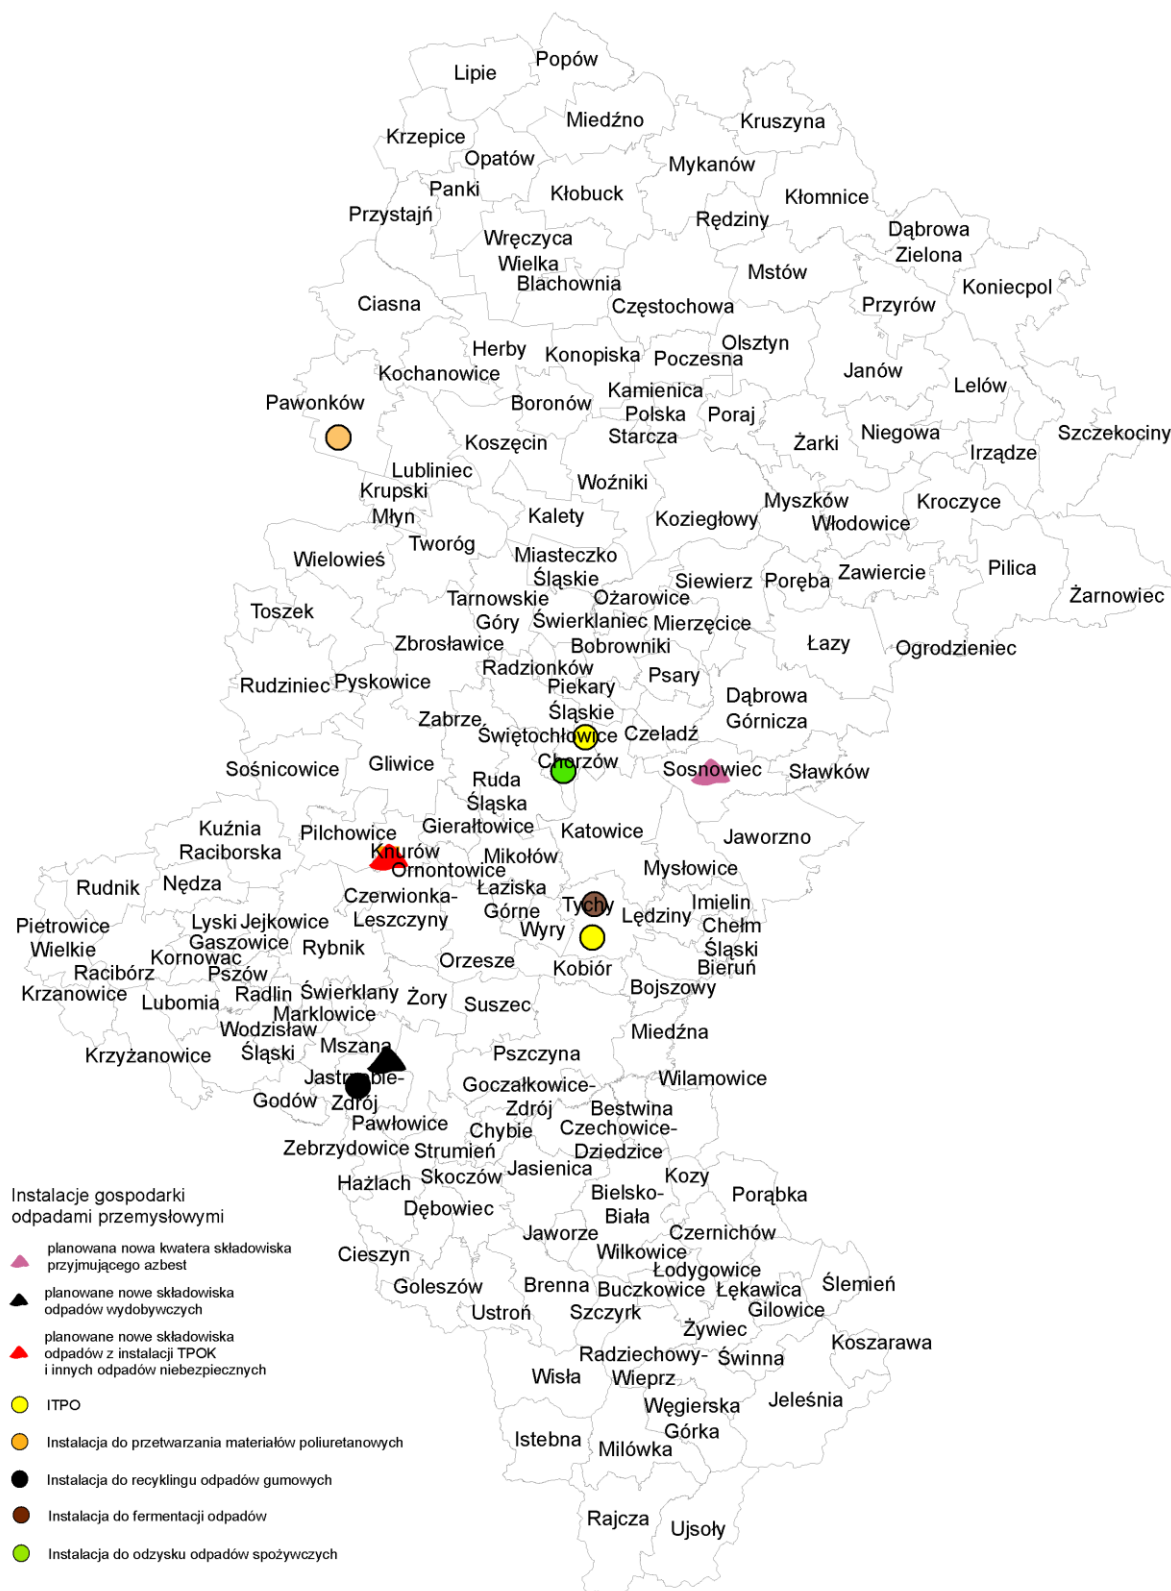 Popów
Lipie
Miedźno
Kruszyna
Krzepice
Opatów
Mykanów
Panki
Kłobuck
Kłomnice
Przystajń
Rędziny
Dąbrowa
Zielona
Wręczyca
Wielka
Mstów
Blachownia
Koniecpol
Ciasna
Częstochowa
Przyrów
Olsztyn
Herby
Konopiska
Poczesna
Kochanowice
Janów
Lelów
Pawonków
Boronów
Kamienica
Polska
Poraj
Koszęcin
Starcza
Żarki
Niegowa
Szczekociny
Irządze
Lubliniec
Krupski
Młyn
Woźniki
Myszków
Kroczyce
Kalety
Koziegłowy
Włodowice
Tworóg
Wielowieś
Miasteczko
Śląskie
Siewierz
Poręba
Zawiercie
Pilica
Żarnowiec
Toszek
Tarnowskie
Góry
Ożarowice
Świerklaniec
Mierzęcice
Zbrosławice
Bobrowniki
Łazy
Ogrodzieniec
Radzionków
Psary
Rudziniec
Pyskowice
Piekary
Śląskie
Dąbrowa
Górnicza
Zabrze
Świętochłowice
Czeladź
Sośnicowice
Gliwice
Chorzów
Sosnowiec
Sławków
Ruda
Śląska
Kuźnia
Raciborska
Pilchowice
Gierałtowice
Katowice
Jaworzno
Knurów
Ornontowice
Mikołów
Mysłowice
Rudnik
Nędza
Czerwionka-
Leszczyny
Łaziska
Górne
Tychy
Lędziny
Imielin
Chełm
Śląski
Pietrowice
Wielkie
Lyski
Jejkowice
Gaszowice
Rybnik
Wyry
Kornowac
Orzesze
Kobiór
Bieruń
Racibórz
Pszów
Krzanowice
Lubomia
Radlin
Świerklany
Żory
Suszec
Bojszowy
Marklowice
Wodzisław
Śląski
Mszana
Miedźna
Krzyżanowice
Pszczyna
Jastrzębie-
Zdrój
Goczałkowice-
Zdrój
Wilamowice
Godów
Bestwina
Pawłowice
Chybie
Czechowice-
Dziedzice
Zebrzydowice
Strumień
Jasienica
Hażlach
Skoczów
Kozy
Porąbka
Dębowiec
Bielsko-
Biała
Jaworze
Czernichów
Cieszyn
Wilkowice
Łodygowice
Goleszów
Brenna
Buczkowice
Łękawica
Ślemień
Ustroń
Szczyrk
Gilowice
Żywiec
Koszarawa
Radziechowy-
Wieprz
Świnna
Wisła
Jeleśnia
Węgierska
Górka
Istebna
Milówka
Rajcza
Ujsoły
Instalacje gospodarki
odpadami przemysłowymi
planowana nowa kwatera składowiska
przyjmującego azbest
planowane nowe składowiska
odpadów wydobywczych
planowane nowe składowiska
odpadów z instalacji TPOK
i innych odpadów niebezpiecznych
ITPO
Instalacja do przetwarzania materiałów poliuretanowych
Instalacja do recyklingu odpadów gumowych
Instalacja do fermentacji odpadów
Instalacja do odzysku odpadów spożywczych